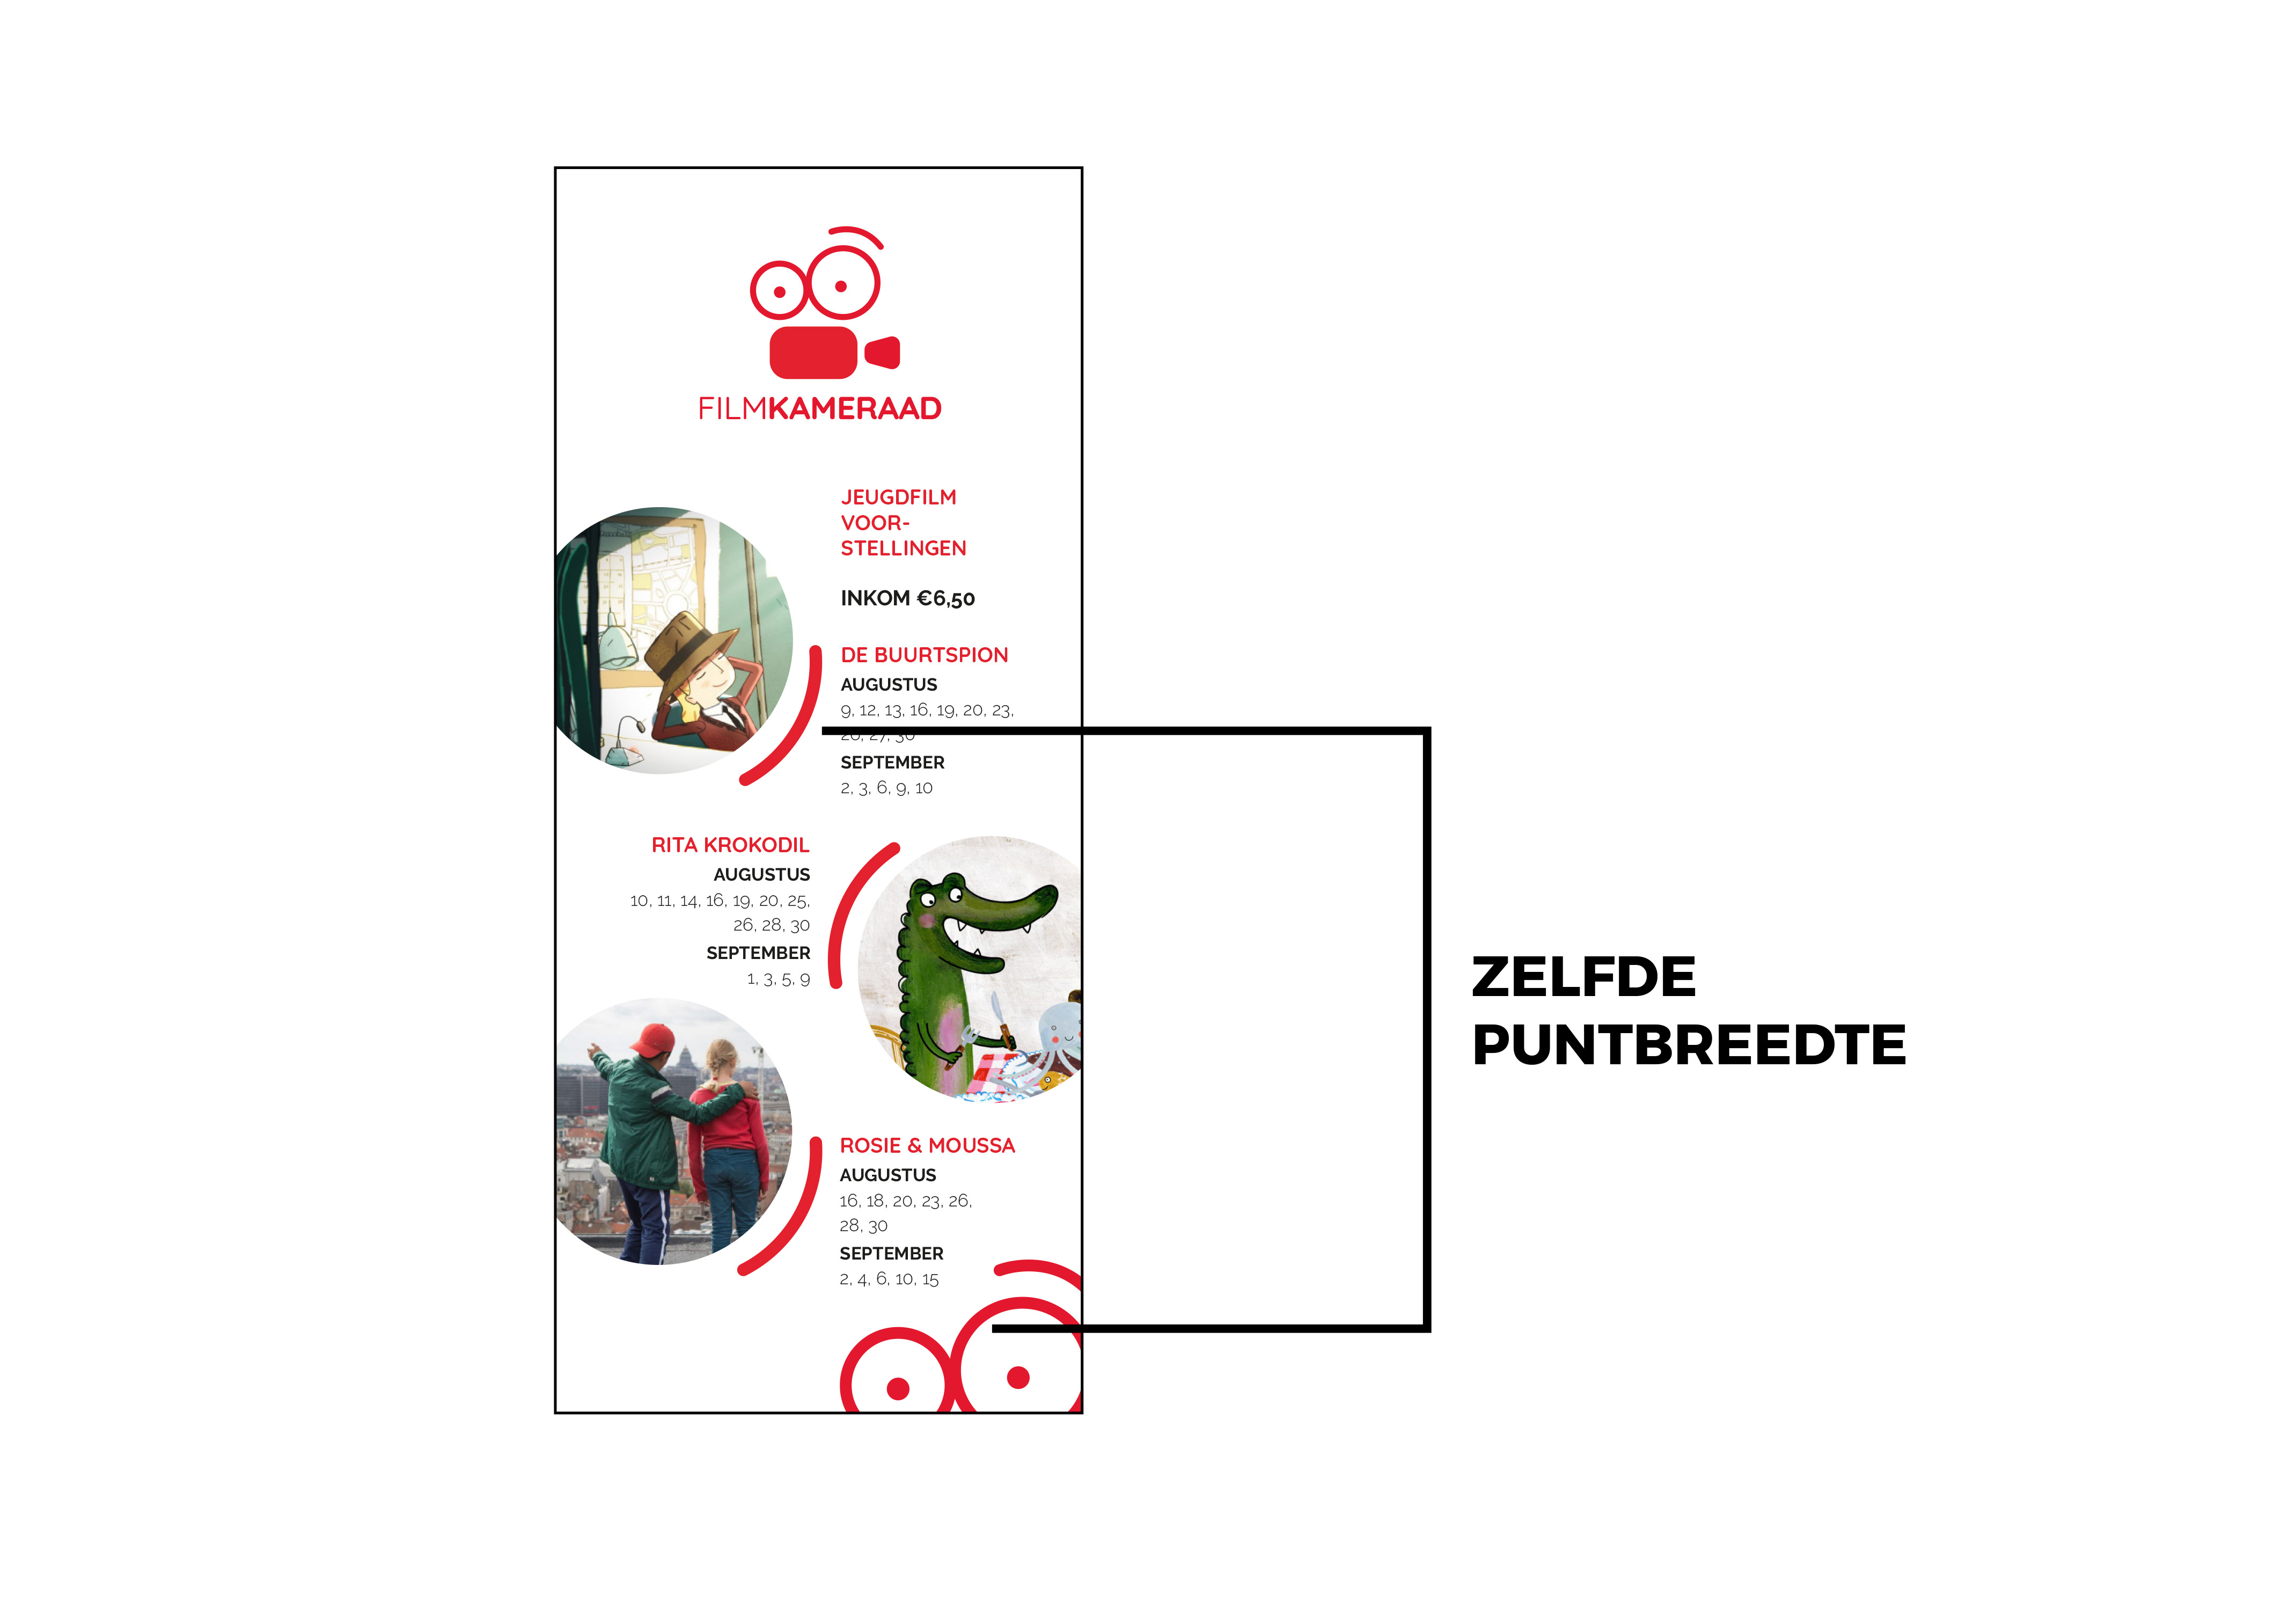 FILMKAMERAAD
JEUGDFILM
VOOR-
STELLINGEN
INKOM €6,50
DE BUURTSPION
AUGUSTUS
9, 12, 13, 16, 19, 20, 23,
26, 27, 30
SEPTEMBER
2, 3, 6, 9, 10
RITA KROKODIL
AUGUSTUS
10, 11, 14, 16, 19, 20, 25,
26, 28, 30
SEPTEMBER
1, 3, 5, 9
ROSIE & MOUSSA
AUGUSTUS
16, 18, 20, 23, 26,
28, 30
SEPTEMBER
2, 4, 6, 10, 15
ZELFDE
PUNTBREEDTE